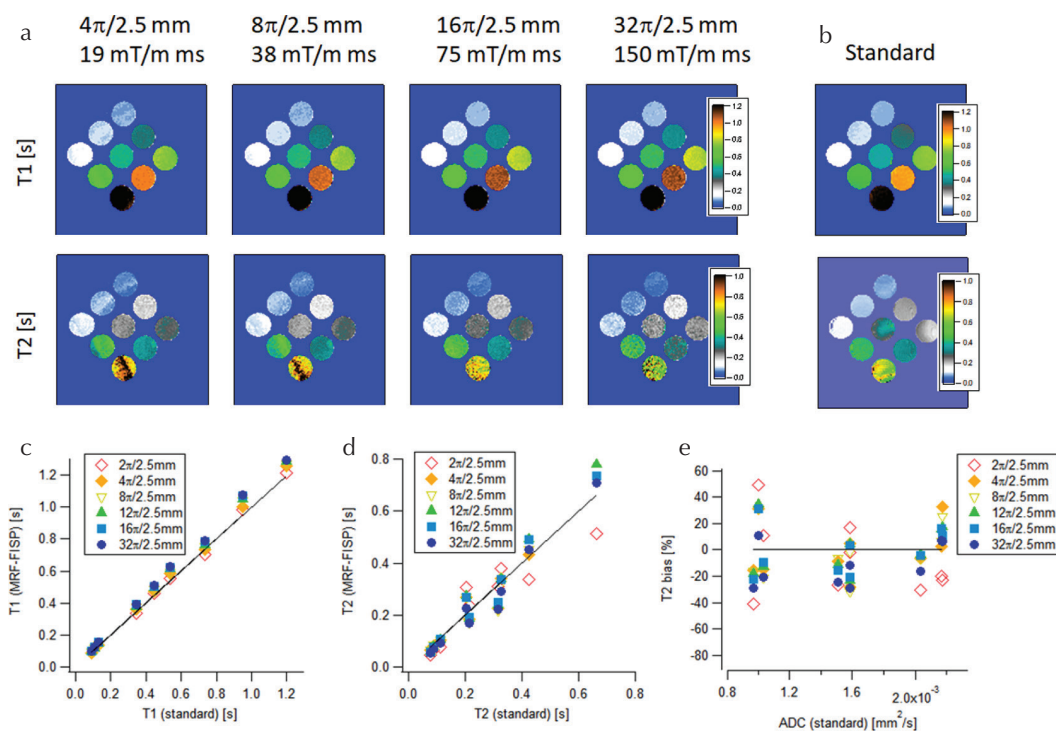 a
4π/2.5 mm 8π/2.5 mm 16π/2.5 mm 32π/2.5 mm
19 mT/m ms 38 mT/m ms 75 mT/m ms 150 mT/m ms
b
Standard
T1 [s]
1.2
1.0
0.8
0.6
0.4
0.2
0.0
1.2
1.0
0.8
0.6
0.4
0.2
0.0
T2 [s]
1.0
0.8
0.6
0.4
0.2
0.0
1.0
0.8
0.6
0.4
0.2
0.0
c
T1 (MRF-FISP) [s]
1.2
1.0
0.8
0.6
0.4
0.2
0.0
2π/2.5mm
4π/2.5mm
8π/2.5mm
12π/2.5mm
16π/2.5mm
32π/2.5mm
0.0 0.2 0.4 0.6 0.8 1.0 1.2
T1 (standard) [s]
d
T2 (MRF-FISP) [s]
0.8
0.6
0.4
0.2
0.0
2π/2.5mm
4π/2.5mm
8π/2.5mm
12π/2.5mm
16π/2.5mm
32π/2.5mm
0.0 0.2 0.4 0.6 0.8
T2 (standard) [s]
e
T2 bias [%]
80
60
40
20
0
-20
-40
-60
-80
2π/2.5mm
4π/2.5mm
8π/2.5mm
12π/2.5mm
16π/2.5mm
32π/2.5mm
0.8 1.2 1.6 2.0x10⁻³
ADC (standard) [mm²/s]